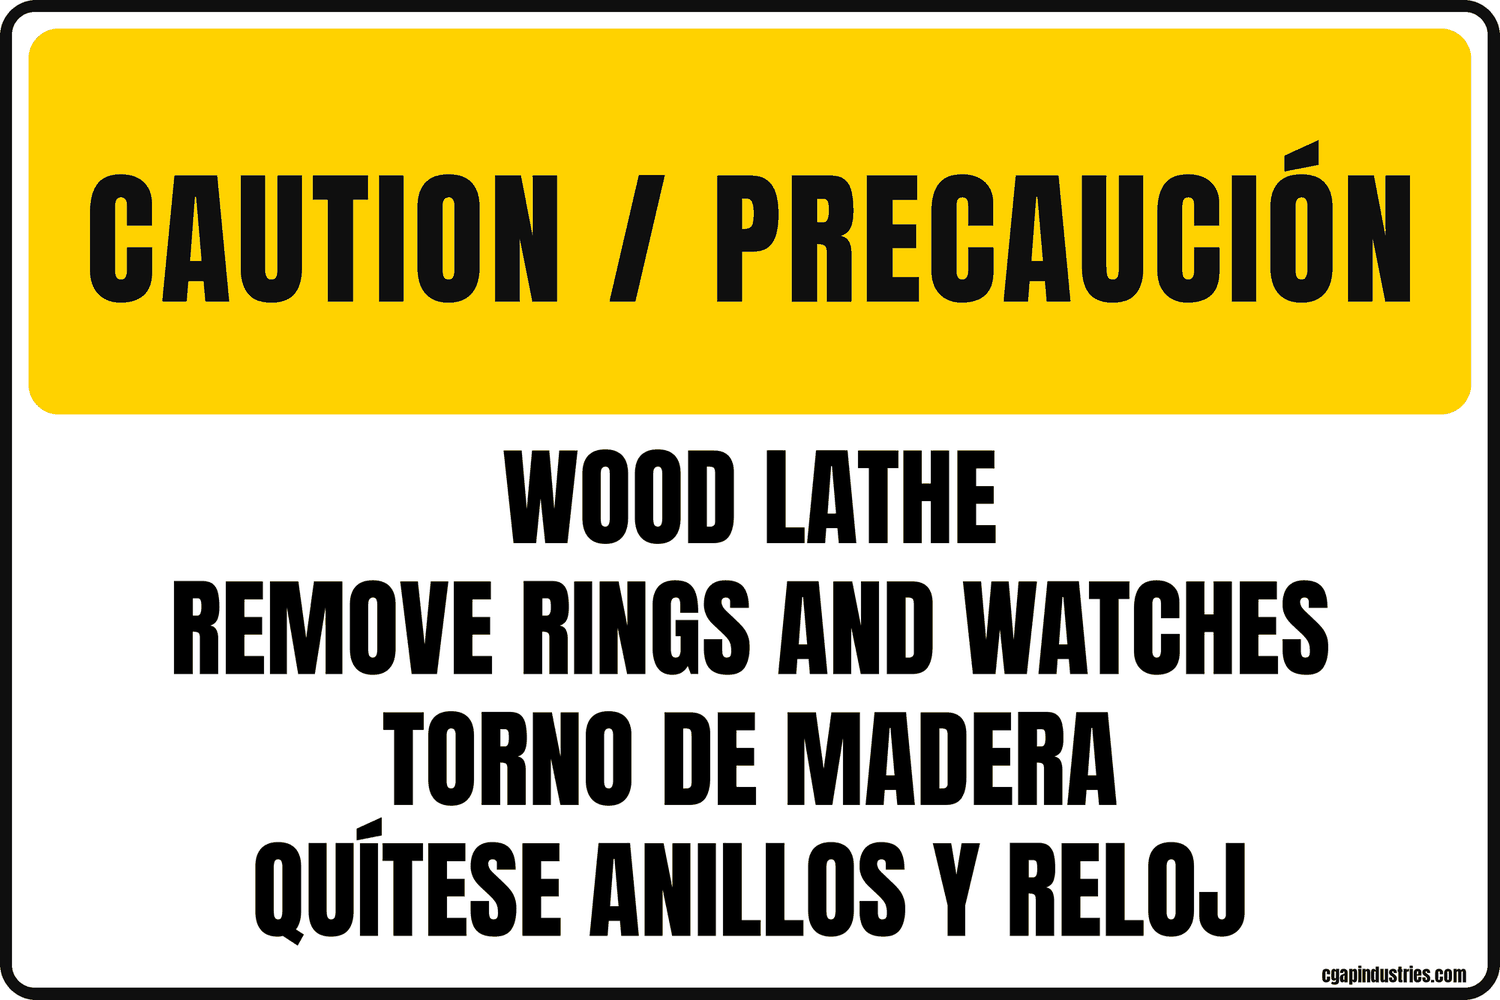 CAUTION / PRECAUCIÓN
WOOD LATHE
REMOVE RINGS AND WATCHES
TORNO DE MADERA
QUÍTESE ANILLOS Y RELOJ
cgapindustries.com